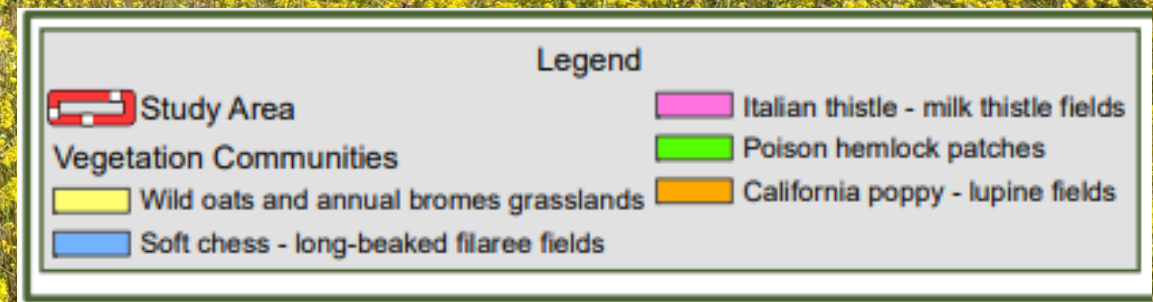 Legend
Study Area
Vegetation Communities
Wild oats and annual bromes grasslands
Soft chess - long-beaked filaree fields
Italian thistle - milk thistle fields
Poison hemlock patches
California poppy - lupine fields